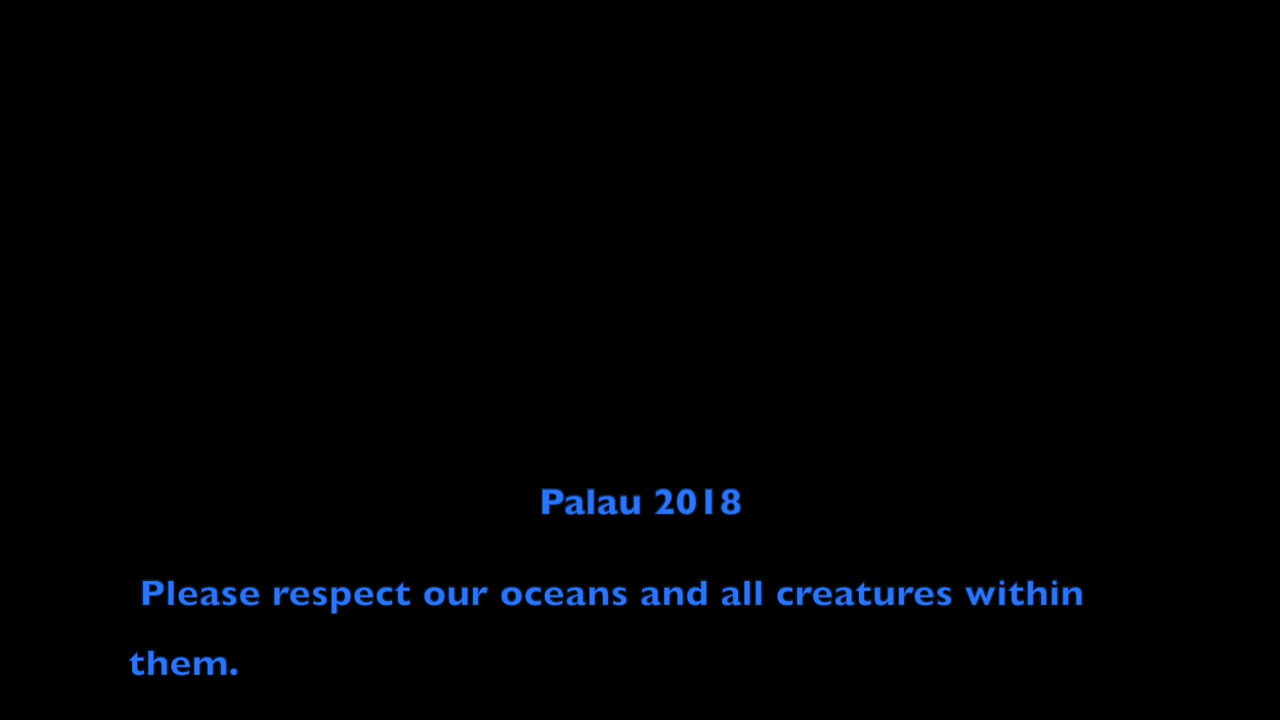 Palau 2018
Please respect our oceans and all creatures within
them.